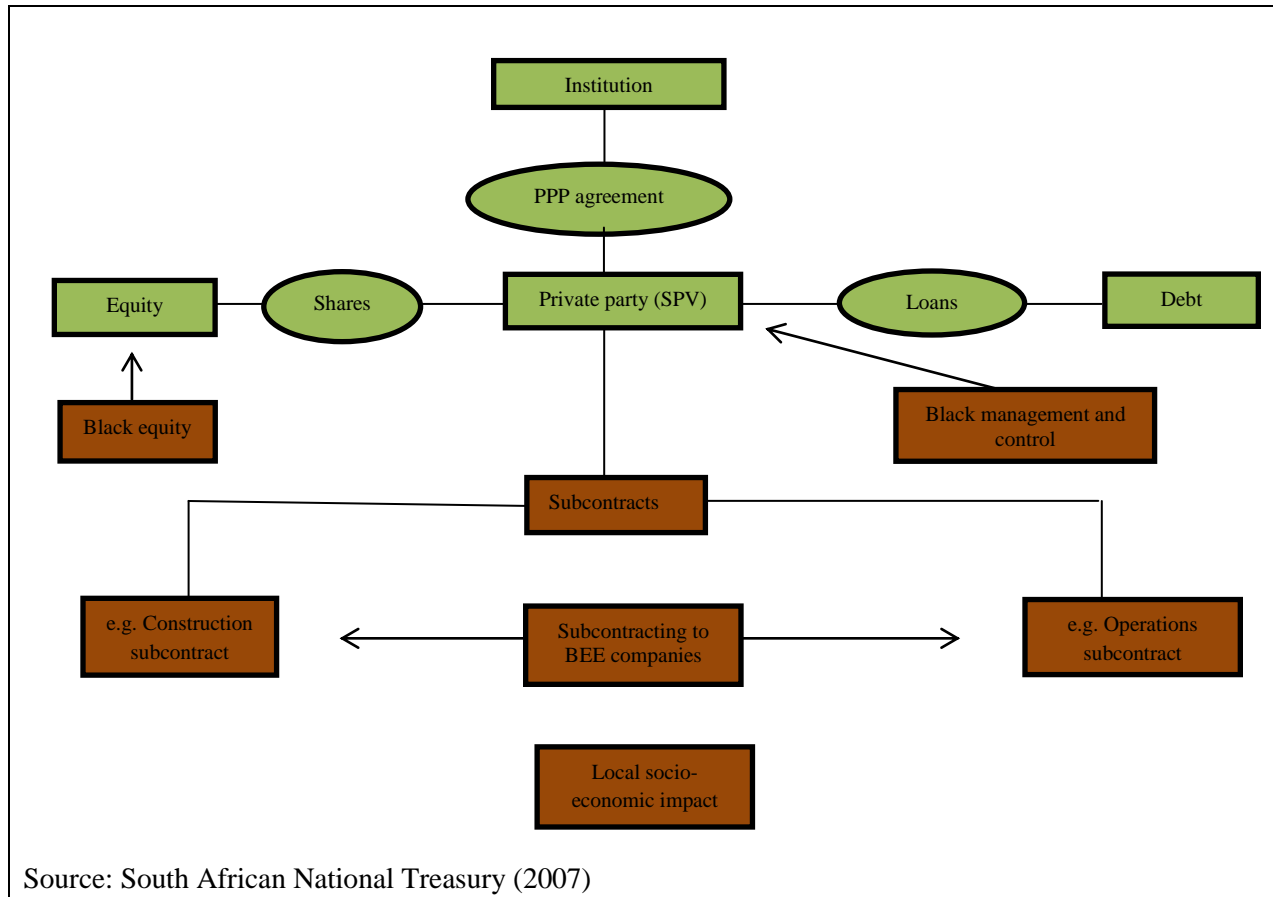 Institution
PPP agreement
Equity
Shares
Private party (SPV)
Loans
Debt
Black equity
Black management and
control
Subcontracts
e.g. Construction
subcontract
Subcontracting to
BEE companies
e.g. Operations
subcontract
Local socio-
economic impact
Source: South African National Treasury (2007)